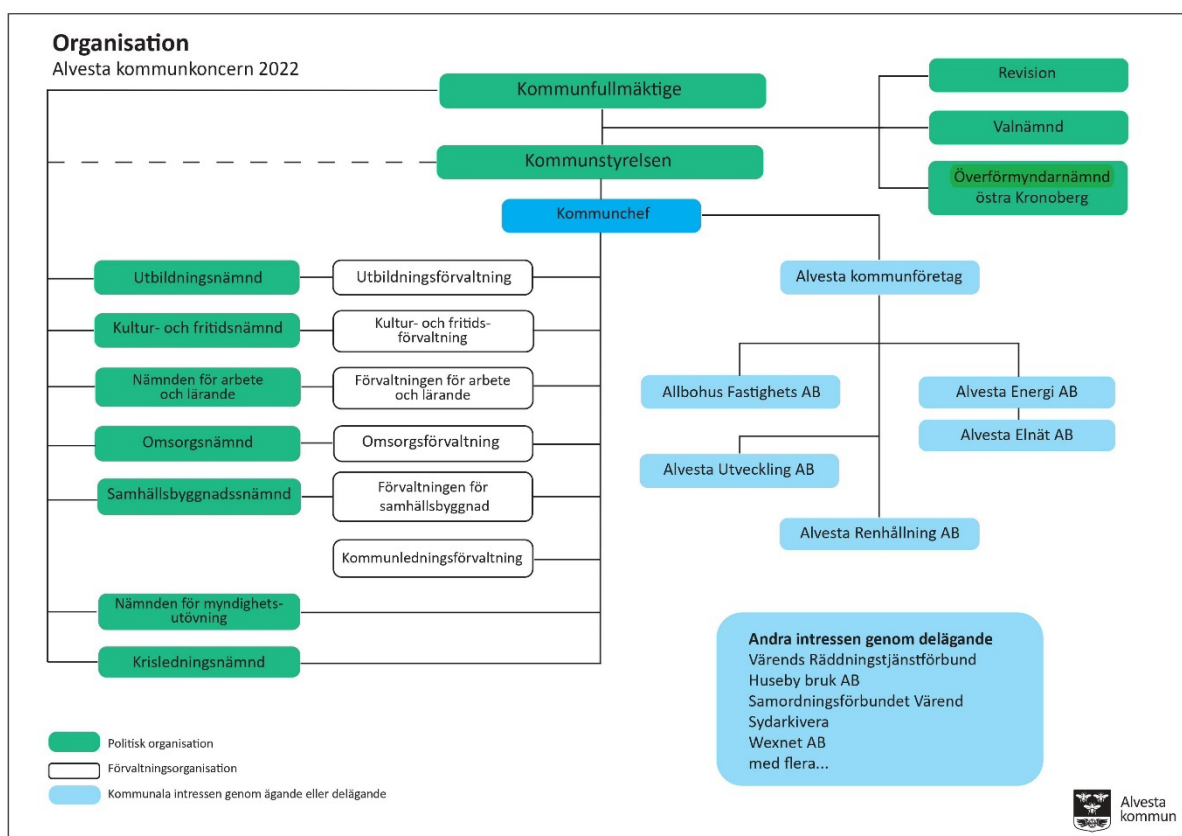 Organisation
Alvesta kommunkoncern 2022
Kommunfullmäktige
Revision
Valnämnd
Överförmyndarnämnd
östra Kronoberg
Kommunstyrelsen
Kommunchef
Alvesta kommunföretag
Utbildningsnämnd
Utbildningsförvaltning
Kultur- och fritidsnämnd
Kultur- och fritids-
förvaltning
Nämnden för arbete
och lärande
Förvaltningen för arbete
och lärande
Omsorgsnämnd
Omsorgsförvaltning
Samhällsbyggnadssnämnd
Förvaltningen för
samhällsbyggnad
Kommunledningsförvaltning
Nämnden för myndighets-
utövning
Krisledningsnämnd
Allbohus Fastighets AB
Alvesta Energi AB
Alvesta Elnät AB
Alvesta Utveckling AB
Alvesta Renhållning AB
Andra intressen genom delägande
Värends Räddningstjänstförbund
Huseby bruk AB
Samordningsförbundet Värend
Sydarkivera
Wexnet AB
med flera...
Politisk organisation
Förvaltningsorganisation
Kommunala intressen genom ägande eller delägande
Alvesta
kommun